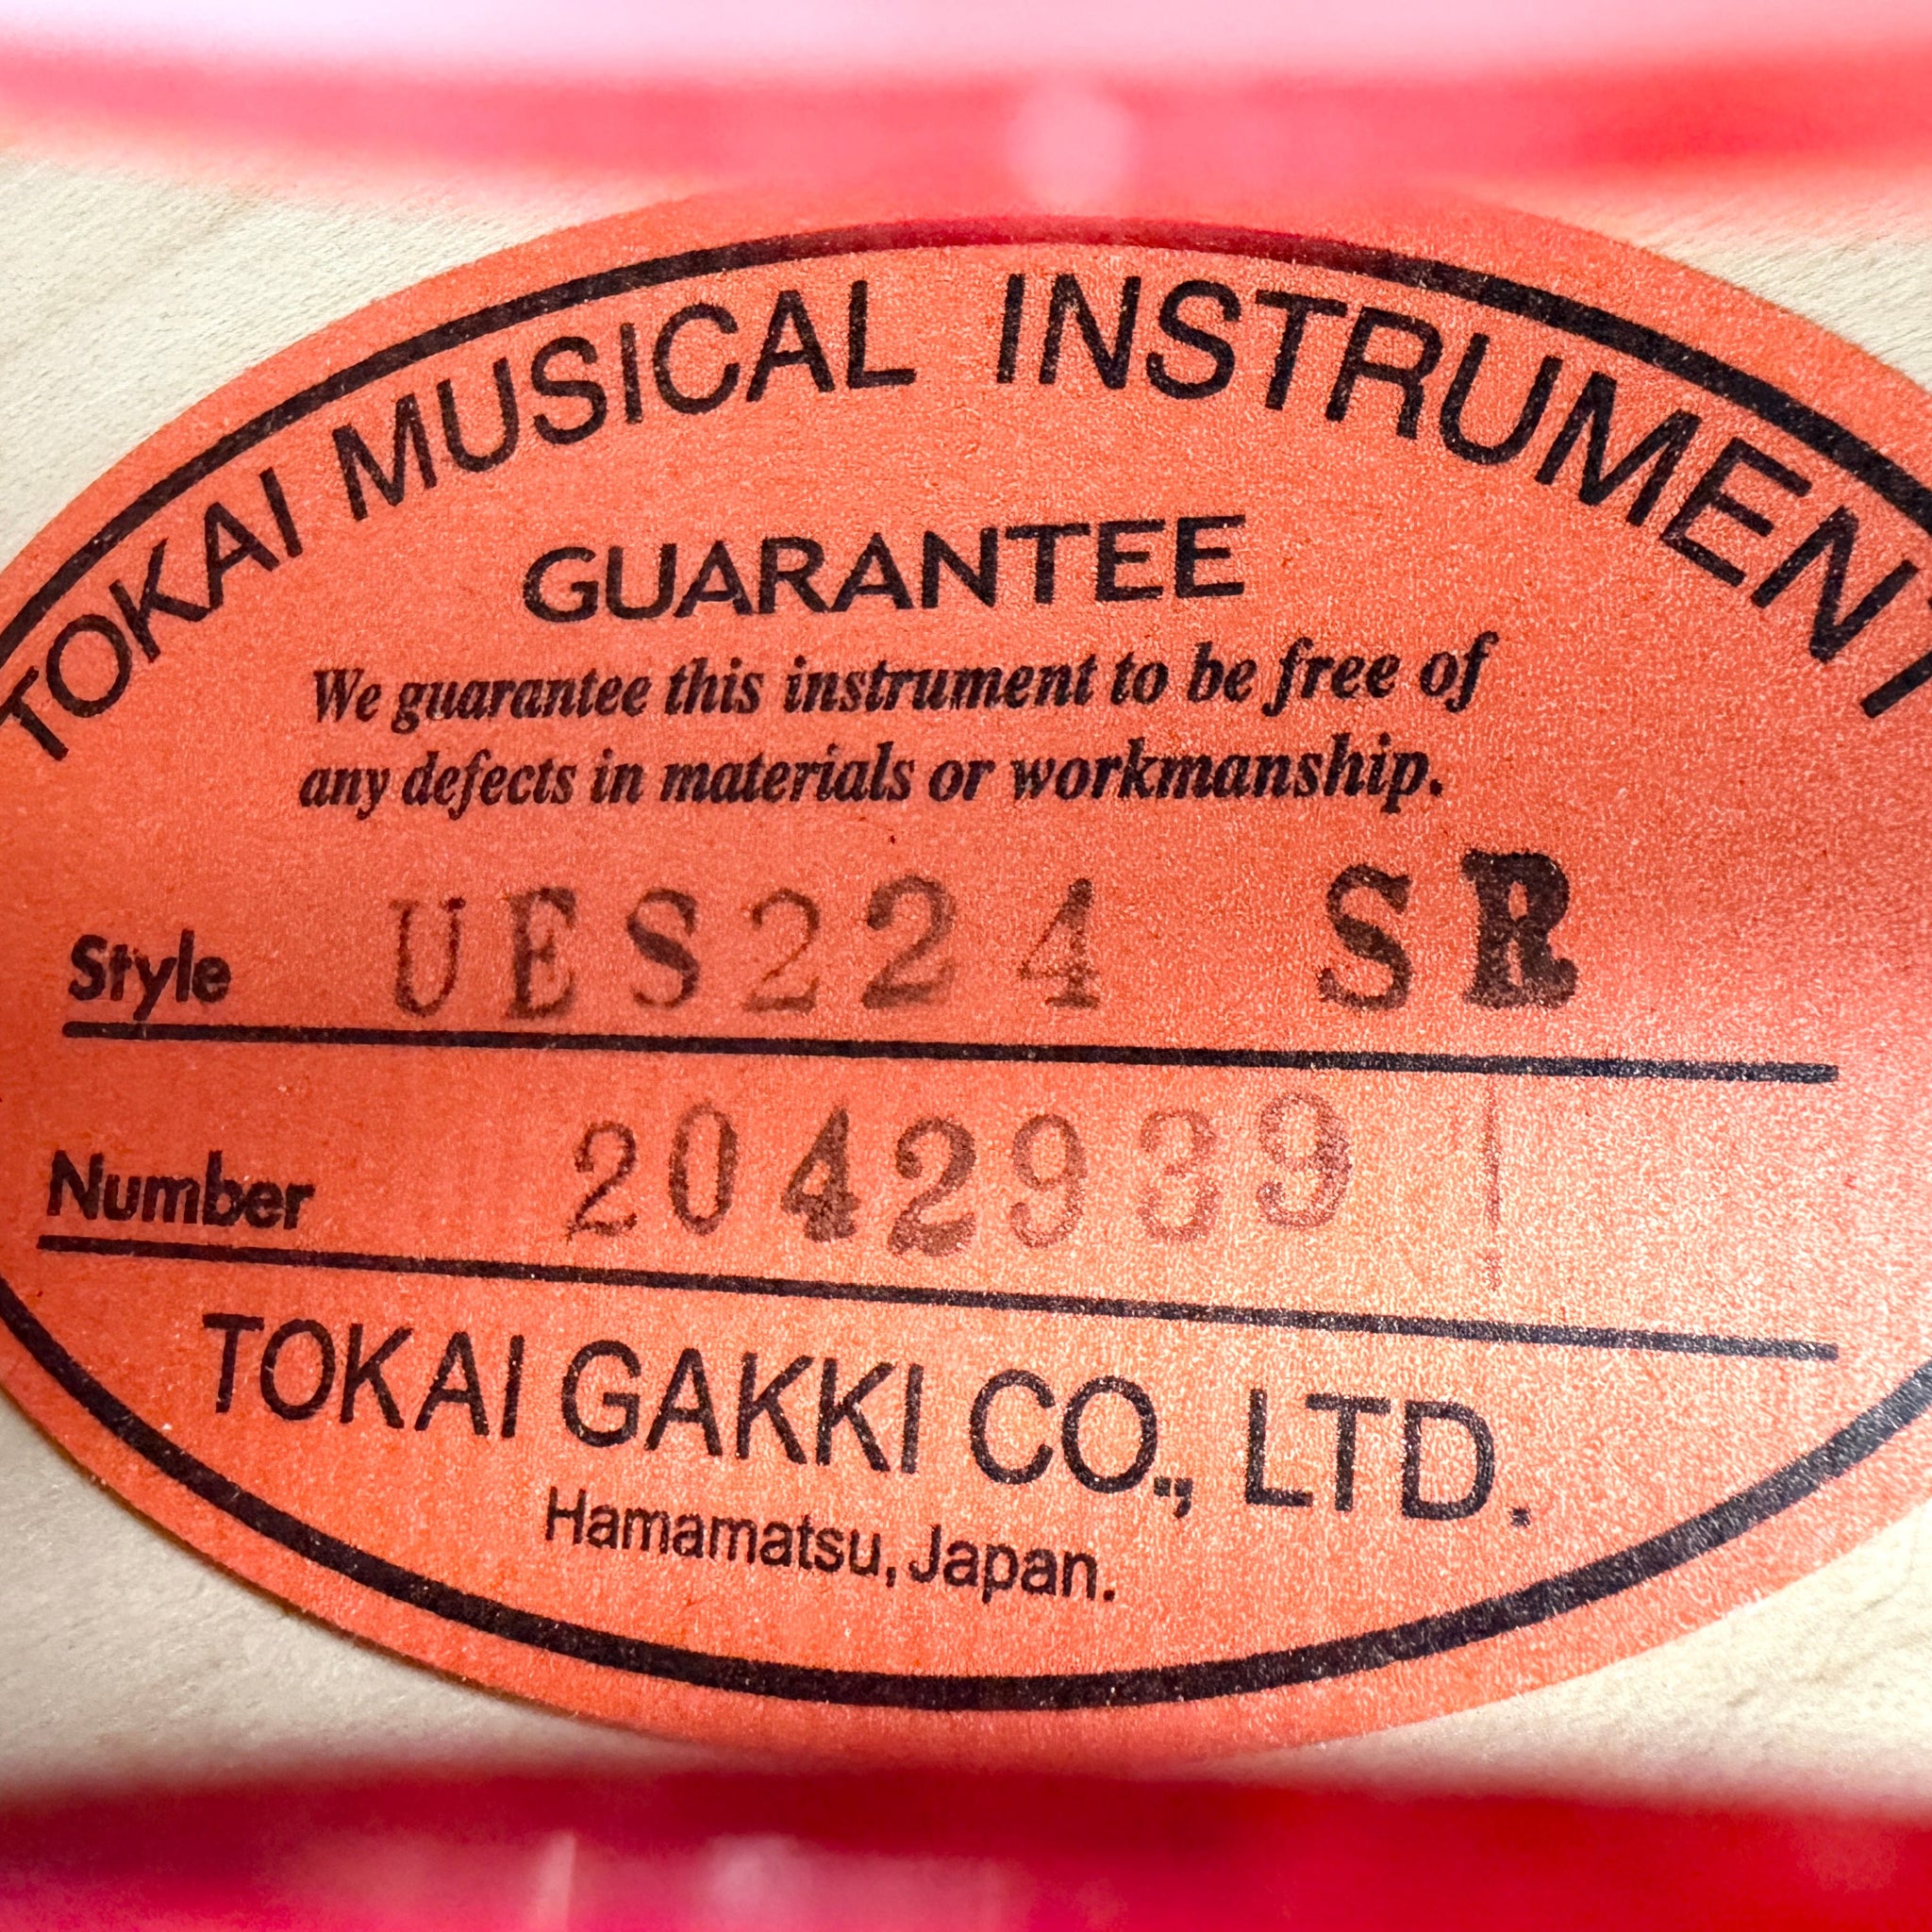 TOKAI MUSICAL INSTRUMENT
GUARANTEE
We guarantee this instrument to be free of
any defects in materials or workmanship.
Style UES224 SR
Number 2042939
TOKAI GAKKI CO., LTD.
Hamamatsu, Japan.